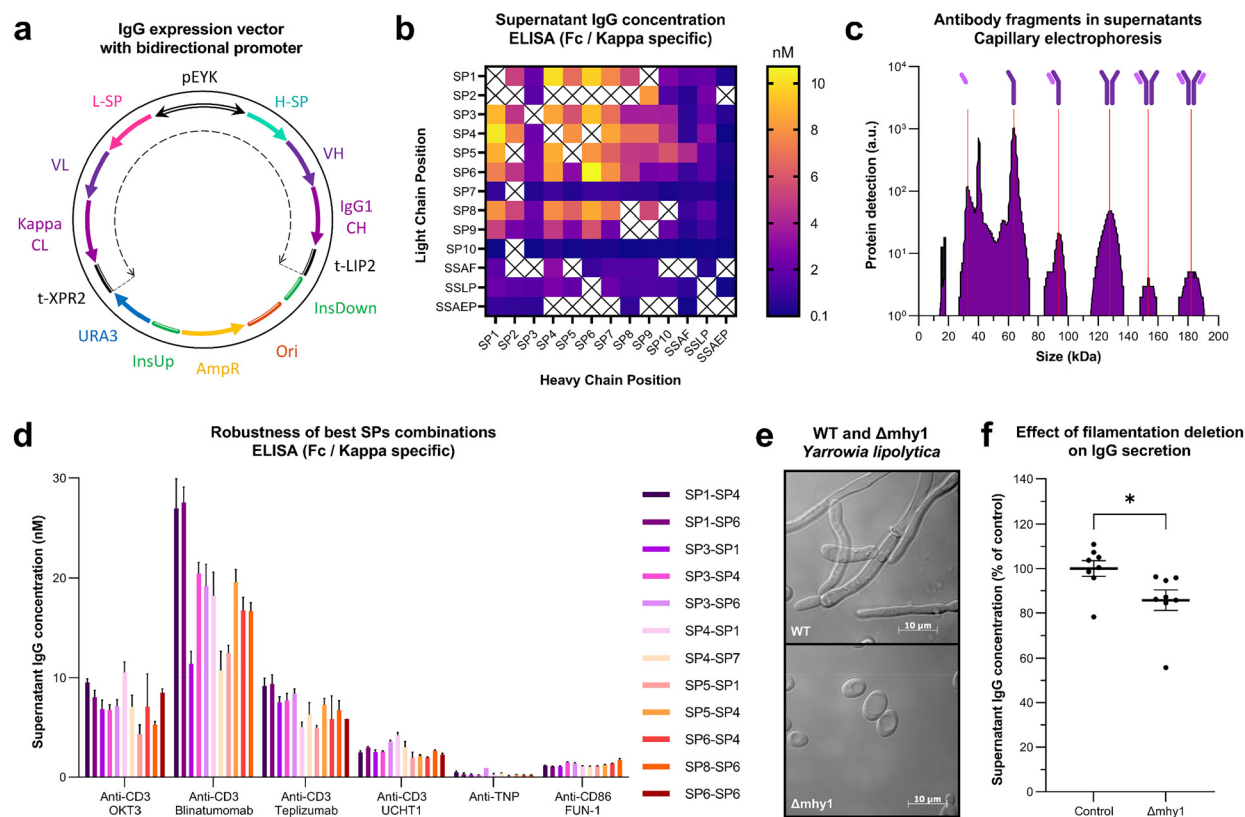 a
IgG expression vector
with bidirectional promoter
pEYK
L-SP
H-SP
VL
VH
Kappa
CL
IgG1
CH
t-XPR2
t-LIP2
URA3
InsDown
InsUp
AmpR
Ori
b
Supernatant IgG concentration
ELISA (Fc / Kappa specific)
nM
Light Chain Position
SP1
SP2
SP3
SP4
SP5
SP6
SP7
SP8
SP9
SP10
SSAF
SSLP
SSAEP
SP1
SP2
SP3
SP4
SP5
SP6
SP7
SP8
SP9
SP10
SSAF
SSLP
SSAEP
Heavy Chain Position
10
8
6
4
2
0.1
c
Antibody fragments in supernatants
Capillary electrophoresis
Protein detection (a.u.)
10⁴
10³
10²
10¹
10⁰
0 20 40 60 80 100 120 140 160 180 200
Size (kDa)
d
Robustness of best SPs combinations
ELISA (Fc / Kappa specific)
Supernatant IgG concentration (nM)
30
20
10
0
Anti-CD3
OKT3
Anti-CD3
Blinatumomab
Anti-CD3
Teplizumab
Anti-CD3
UCHT1
Anti-TNP
Anti-CD86
FUN-1
SP1-SP4
SP1-SP6
SP3-SP1
SP3-SP4
SP3-SP6
SP4-SP1
SP4-SP7
SP5-SP1
SP5-SP4
SP6-SP4
SP8-SP6
SP6-SP6
e
WT and Δmhy1
Yarrowia lipolytica
WT
10 µm
Δmhy1
10 µm
f
Effect of filamentation deletion
on IgG secretion
Supernatant IgG concentration (% of control)
140
120
100
80
60
40
20
0
*
Control
Δmhy1